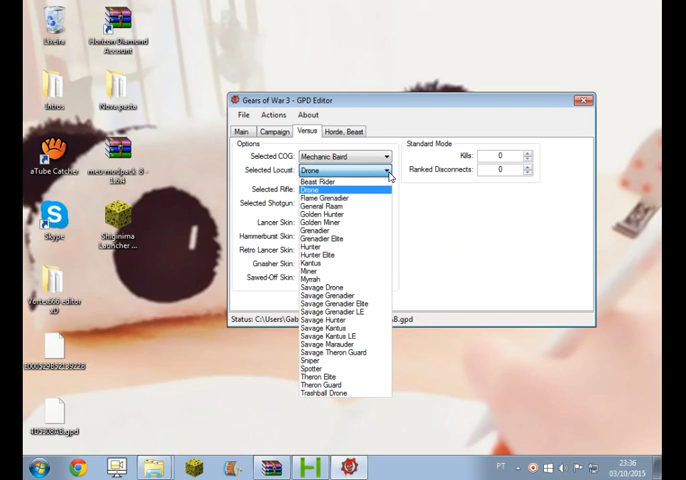 Lixeira
Horizon Diamond
Account
Intros
Nova pasta
aTube Catcher
meu modpack -
Skype
Shiginima
Launcher ...
Vortex666 editor
xD
Gears of War 3 - GPD Editor
File Actions About
Main Campaign Versus Horde, Beast
Options
Selected COG: Mechanic Baird
Selected Locust: Drone
Selected Rifle:
Selected Shotgun:
Lancer Skin:
Hammerburst Skin:
Retro Lancer Skin:
Gnasher Skin:
Sawed-Off Skin:
Beast Rider
Drone
Flame Grenadier
General Raam
Golden Hunter
Golden Miner
Grenadier
Grenadier Elite
Hunter
Hunter Elite
Kantus
Miner
Myrrah
Savage Drone
Savage Grenadier
Savage Grenadier Elite
Savage Grenadier LE
Savage Hunter
Savage Kantus
Savage Kantus LE
Savage Marauder
Savage Theron Guard
Sniper
Spotter
Theron Elite
Theron Guard
Trashball Drone
Standard Mode
Kills: 0
Ranked Disconnects: 0
Status: C:\Users\Gab
AB.gpd
PT
23:36
03/10/2015